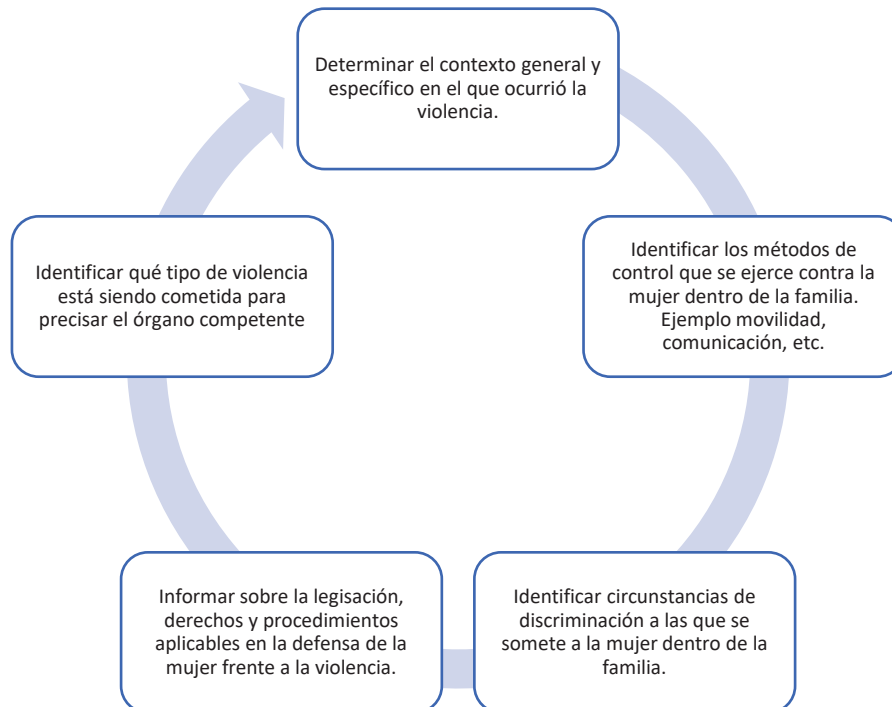 Determinar el contexto general y
específico en el que ocurrió la
violencia.
Identificar los métodos de
control que se ejerce contra la
mujer dentro de la familia.
Ejemplo movilidad,
comunicación, etc.
Identificar circunstancias de
discriminación a las que se
somete a la mujer dentro de la
familia.
Informar sobre la legisación,
derechos y procedimientos
aplicables en la defensa de la
mujer frente a la violencia.
Identificar qué tipo de violencia
está siendo cometida para
precisar el órgano competente